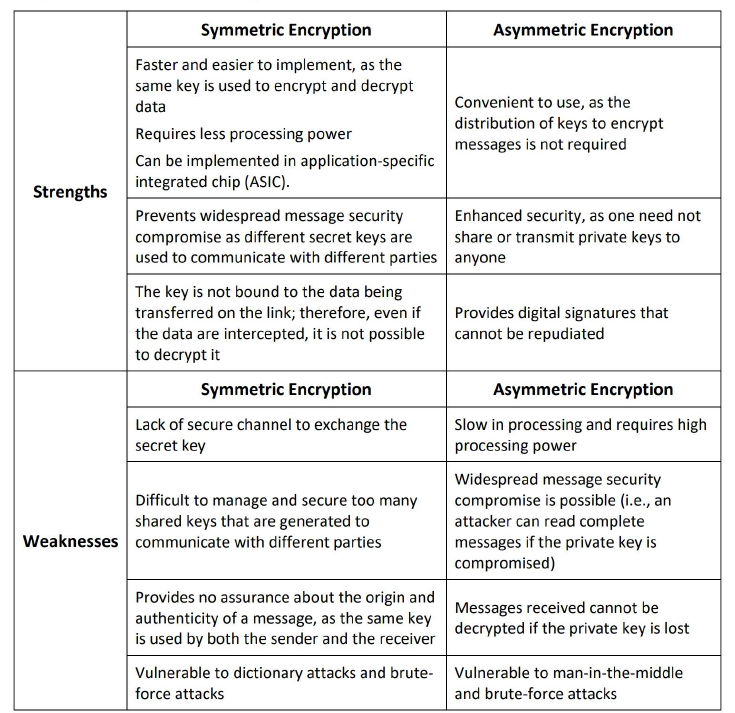 Symmetric Encryption
Asymmetric Encryption
Strengths
Faster and easier to implement, as the
same key is used to encrypt and decrypt
data
Requires less processing power
Can be implemented in application-specific
integrated chip (ASIC).
Convenient to use, as the
distribution of keys to encrypt
messages is not required
Prevents widespread message security
compromise as different secret keys are
used to communicate with different parties
Enhanced security, as one need not
share or transmit private keys to
anyone
The key is not bound to the data being
transferred on the link; therefore, even if
the data are intercepted, it is not possible
to decrypt it
Provides digital signatures that
cannot be repudiated
Symmetric Encryption
Asymmetric Encryption
Weaknesses
Lack of secure channel to exchange the
secret key
Slow in processing and requires high
processing power
Difficult to manage and secure too many
shared keys that are generated to
communicate with different parties
Widespread message security
compromise is possible (i.e., an
attacker can read complete
messages if the private key is
compromised)
Provides no assurance about the origin and
authenticity of a message, as the same key
is used by both the sender and the receiver
Messages received cannot be
decrypted if the private key is lost
Vulnerable to dictionary attacks and brute-
force attacks
Vulnerable to man-in-the-middle
and brute-force attacks